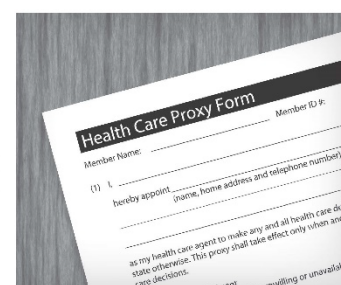 Health Care Proxy Form
Member Name: Member ID #:
(1) I,
hereby appoint
(name, home address and telephone number)
as my health care agent to make any and all health care de
state otherwise. This proxy shall take effect only when and
care decisions.
unwilling or unavaila